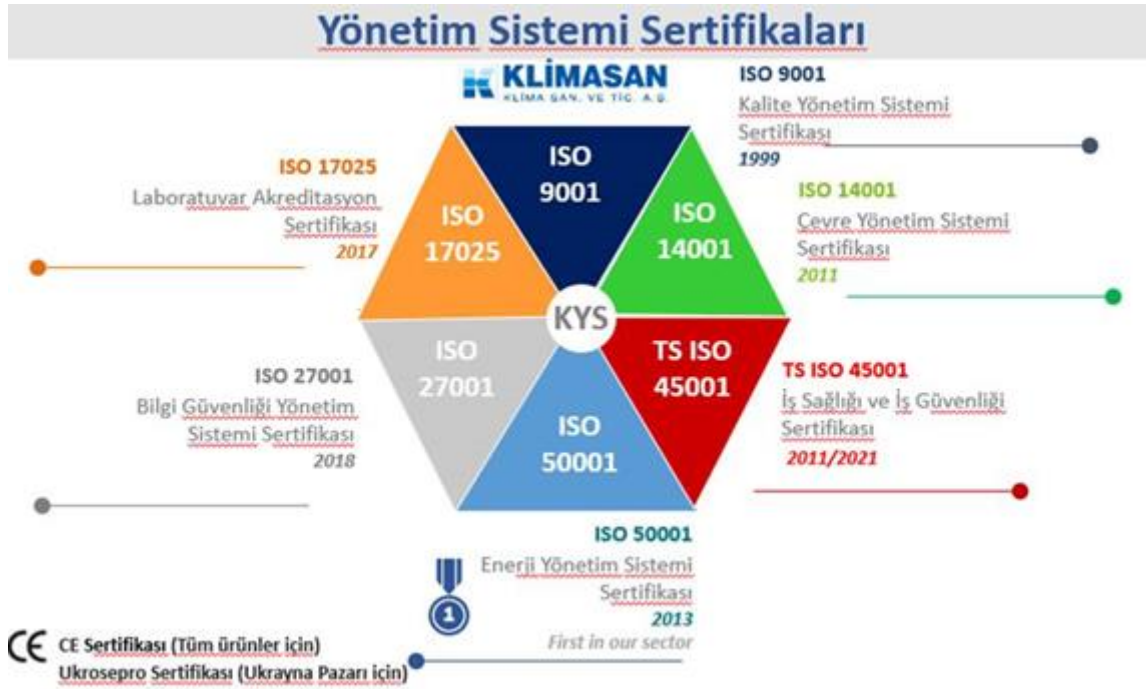 Yönetim Sistemi Sertifikaları
KLİMASAN
KLİMA SAN. VE TİC. A.Ş.
ISO 9001
Kalite Yönetim Sistemi
Sertifikası
1999
ISO 14001
Çevre Yönetim Sistemi
Sertifikası
2011
TS ISO 45001
İş Sağlığı ve İş Güvenliği
Sertifikası
2011/2021
ISO 50001
Enerji Yönetim Sistemi
Sertifikası
2013
First in our sector
1
ISO 27001
Bilgi Güvenliği Yönetim
Sistemi Sertifikası
2018
ISO 17025
Laboratuvar Akreditasyon
Sertifikası
2017
ISO
9001
ISO
14001
TS ISO
45001
ISO
50001
ISO
27001
ISO
17025
KYS
CE CE Sertifikası (Tüm ürünler için)
Ukrosepro Sertifikası (Ukrayna Pazarı için)